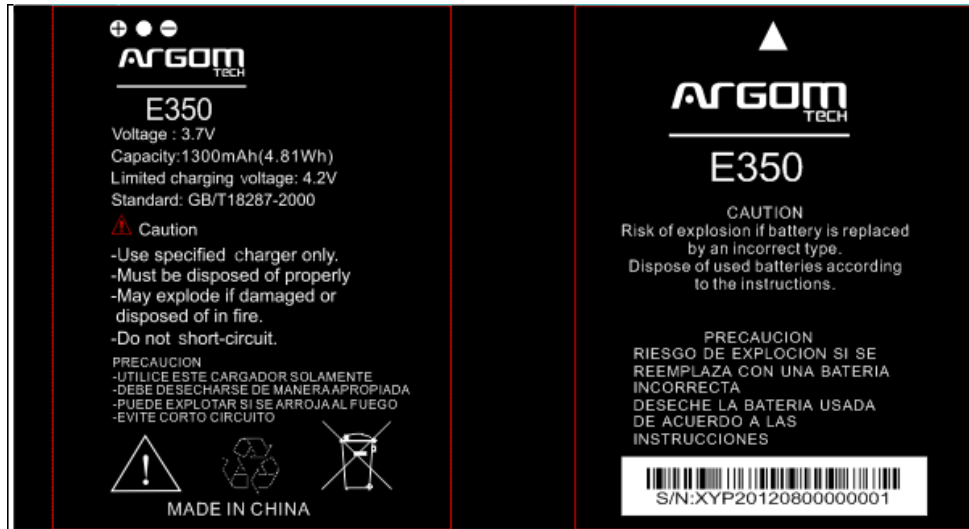 ArGOM
TECH
E350
Voltage : 3.7V
Capacity:1300mAh(4.81Wh)
Limited charging voltage: 4.2V
Standard: GB/T18287-2000
Caution
-Use specified charger only.
-Must be disposed of properly
-May explode if damaged or
disposed of in fire.
-Do not short-circuit.
PRECAUCION
-UTILICE ESTE CARGADOR SOLAMENTE
-DEBE DESECHARSE DE MANERA APROPIADA
-PUEDE EXPLOTAR SI SE ARROJA AL FUEGO
-EVITE CORTO CIRCUITO
MADE IN CHINA
ArGOM
TECH
E350
CAUTION
Risk of explosion if battery is replaced
by an incorrect type.
Dispose of used batteries according
to the instructions.
PRECAUCION
RIESGO DE EXPLOCION SI SE
REEMPLAZA CON UNA BATERIA
INCORRECTA
DESECHE LA BATERIA USADA
DE ACUERDO A LAS
INSTRUCCIONES
S/N:XYP20120800000001